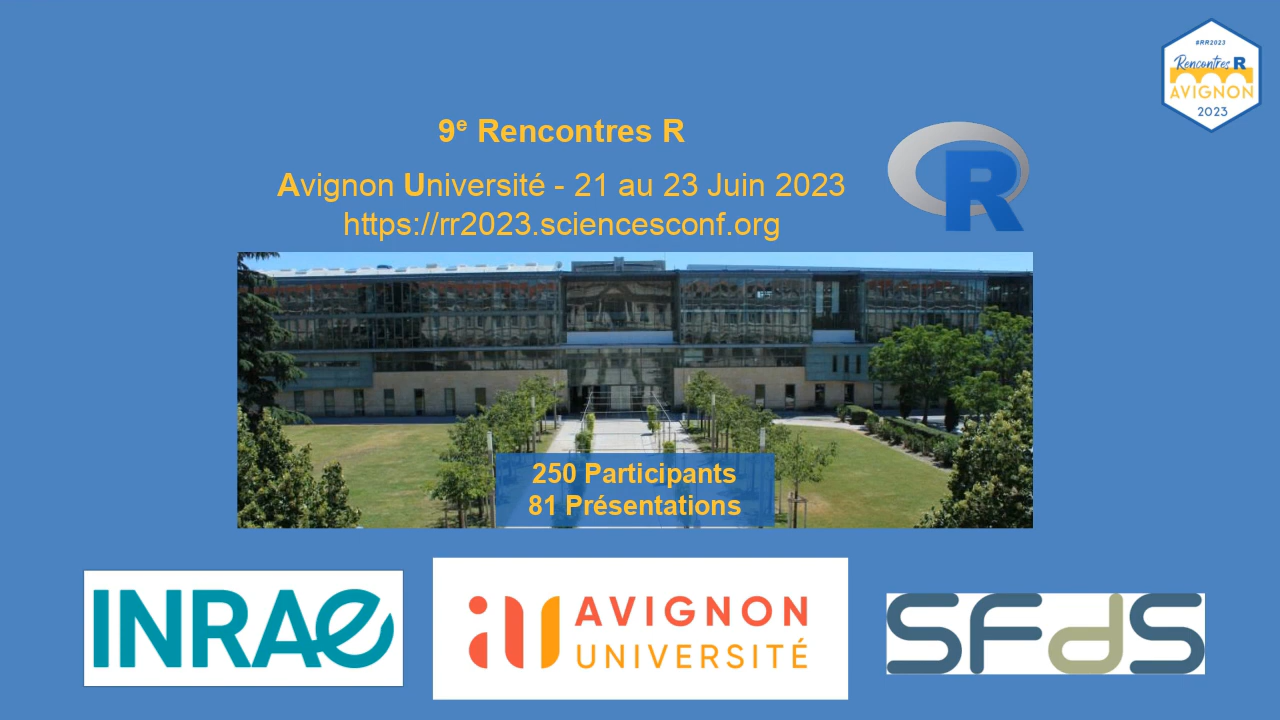 #RR2023
Rencontres R
AVIGNON
2023
9e Rencontres R
Avignon Université - 21 au 23 Juin 2023
https://rr2023.sciencesconf.org
R
250 Participants
81 Présentations
INRAE
au AVIGNON
UNIVERSITÉ
SFdS